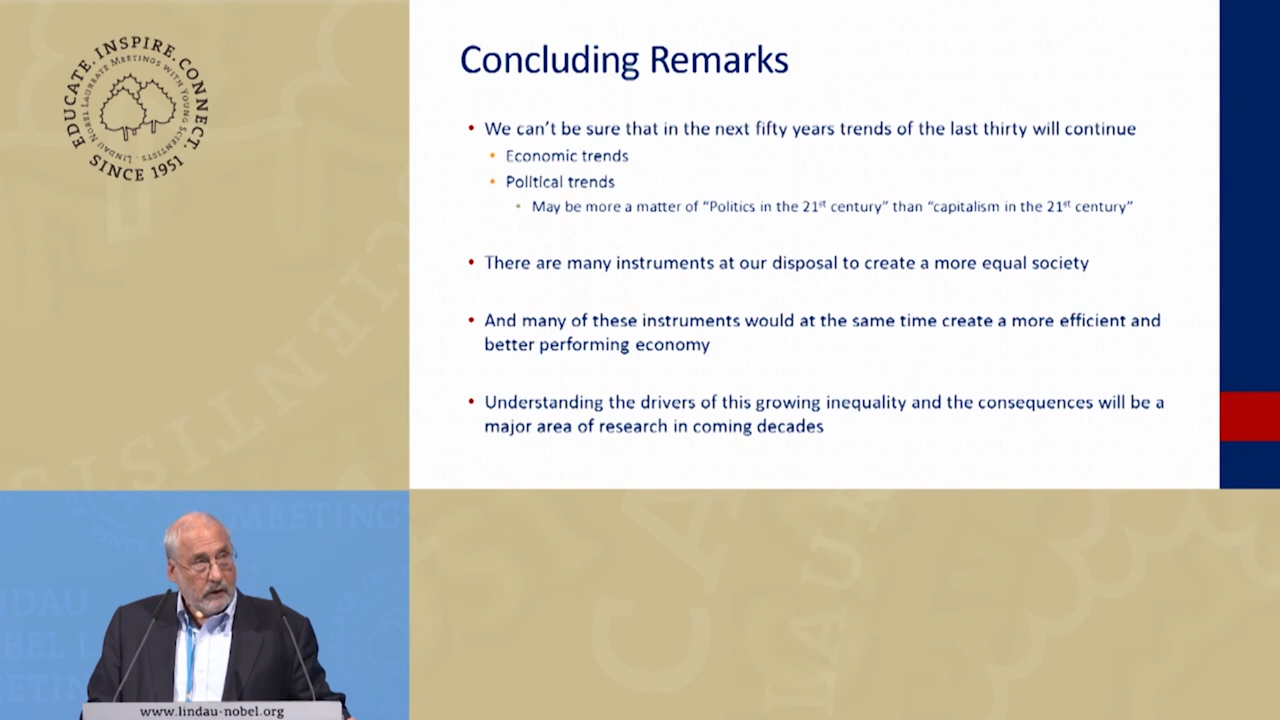 EDUCATE. INSPIRE. CONNECT.
LINDAU NOBEL LAUREATE MEETINGS WITH YOUNG SCIENTISTS
SINCE 1951
Concluding Remarks
• We can't be sure that in the next fifty years trends of the last thirty will continue
• Economic trends
• Political trends
• May be more a matter of “Politics in the 21st century” than “capitalism in the 21st century”
• There are many instruments at our disposal to create a more equal society
• And many of these instruments would at the same time create a more efficient and
better performing economy
• Understanding the drivers of this growing inequality and the consequences will be a
major area of research in coming decades
MEETING
www.lindau-nobel.org